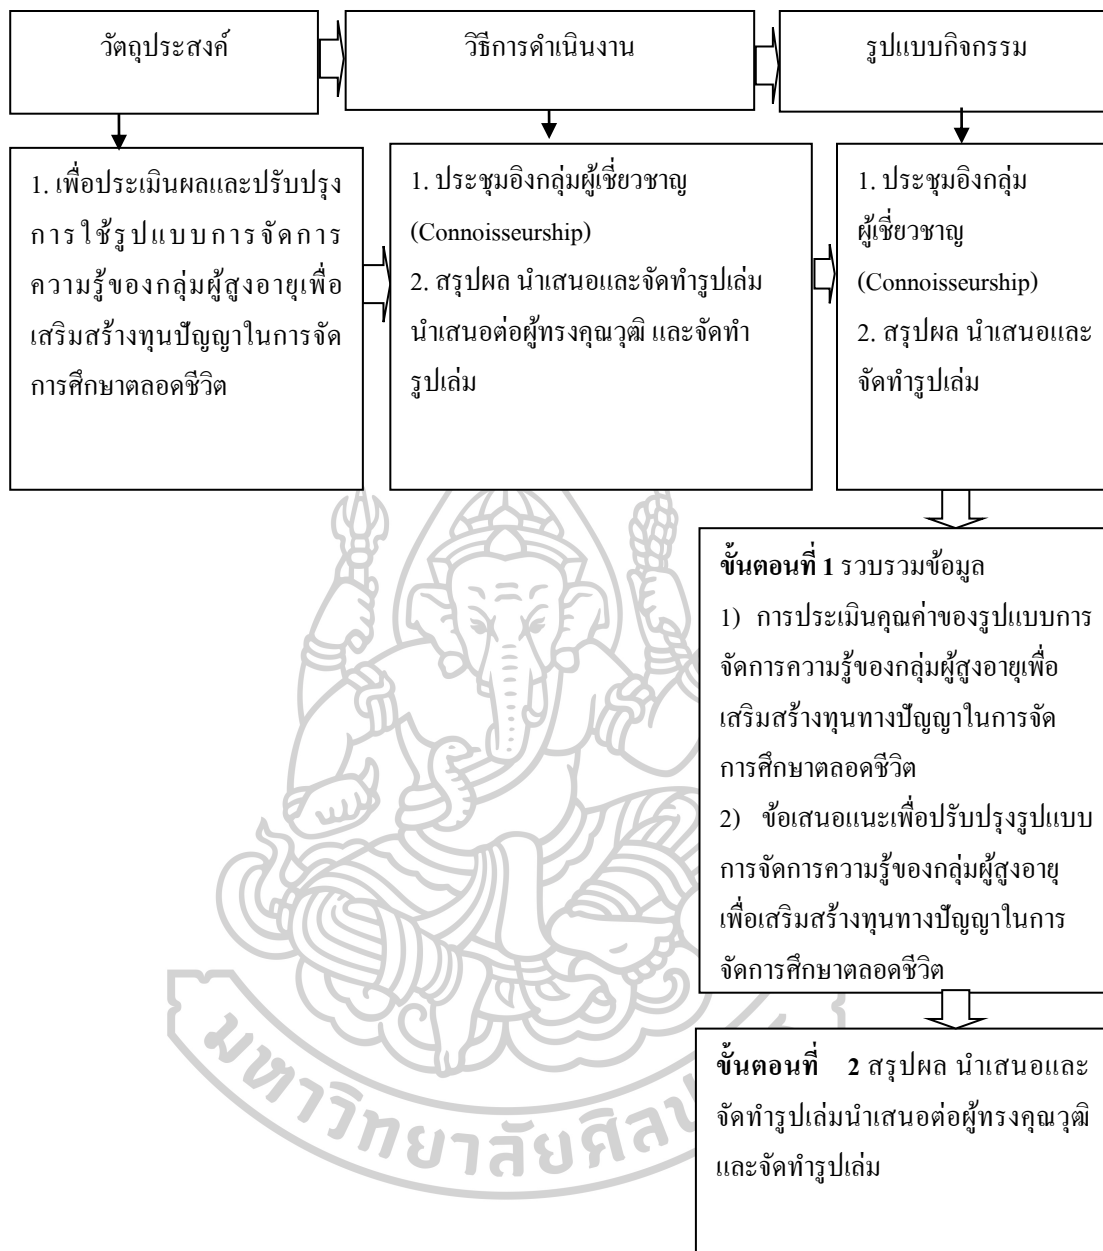 วัตถุประสงค์
วิธีการดำเนินงาน
รูปแบบกิจกรรม
1. เพื่อประเมินผลและปรับปรุง
การใช้รูปแบบการจัดการ
ความรู้ของกลุ่มผู้สูงอายุเพื่อ
เสริมสร้างทุนปัญญาในการจัด
การศึกษาตลอดชีวิต
1. ประชุมอิงกลุ่มผู้เชี่ยวชาญ
(Connoisseurship)
2. สรุปผล นำเสนอและจัดทำรูปเล่ม
นำเสนอต่อผู้ทรงคุณวุฒิ และจัดทำ
รูปเล่ม
1. ประชุมอิงกลุ่ม
ผู้เชี่ยวชาญ
(Connoisseurship)
2. สรุปผล นำเสนอและ
จัดทำรูปเล่ม
ขั้นตอนที่ 1 รวบรวมข้อมูล
1) การประเมินคุณค่าของรูปแบบการ
จัดการความรู้ของกลุ่มผู้สูงอายุเพื่อ
เสริมสร้างทุนทางปัญญาในการจัด
การศึกษาตลอดชีวิต
2) ข้อเสนอแนะเพื่อปรับปรุงรูปแบบ
การจัดการความรู้ของกลุ่มผู้สูงอายุ
เพื่อเสริมสร้างทุนทางปัญญาในการ
จัดการศึกษาตลอดชีวิต
ขั้นตอนที่ 2 สรุปผล นำเสนอและ
จัดทำรูปเล่มนำเสนอต่อผู้ทรงคุณวุฒิ
และจัดทำรูปเล่ม
มหาวิทยาลัยศิลป